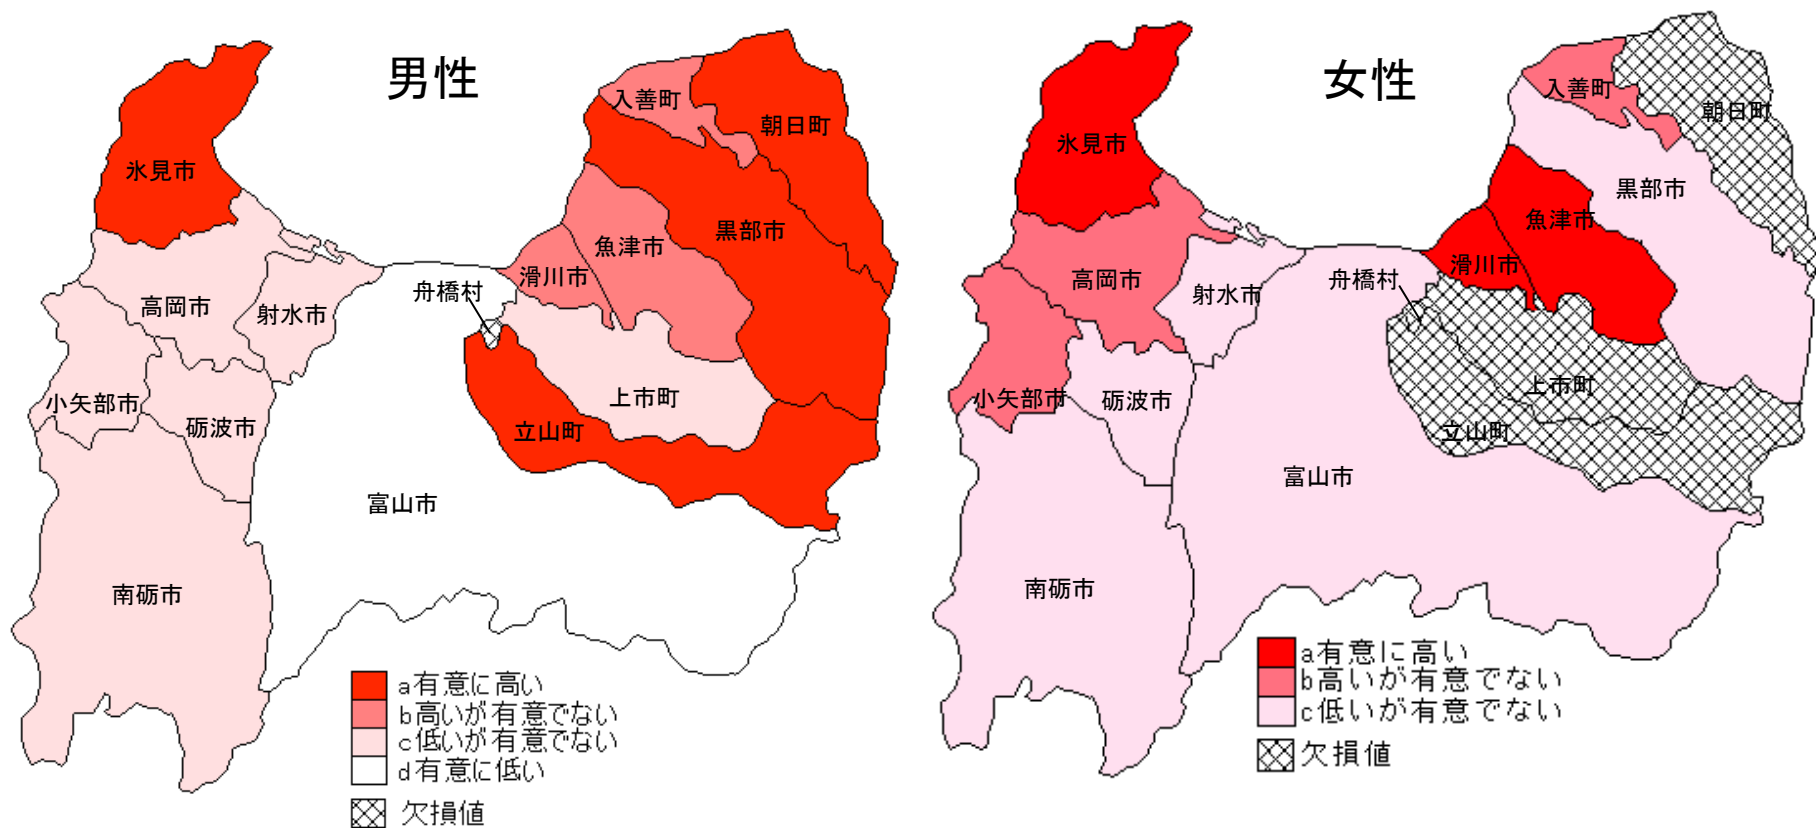 男性
入善町
朝日町
氷見市
黒部市
魚津市
滑川市
舟橋村
高岡市
射水市
上市町
小矢部市
砺波市
立山町
富山市
南砺市
a有意に高い
b高いが有意でない
c低いが有意でない
d有意に低い
欠損値
女性
入善町
朝日町
氷見市
黒部市
魚津市
滑川市
舟橋村
高岡市
射水市
上市町
小矢部市
砺波市
立山町
富山市
南砺市
a有意に高い
b高いが有意でない
c低いが有意でない
欠損値